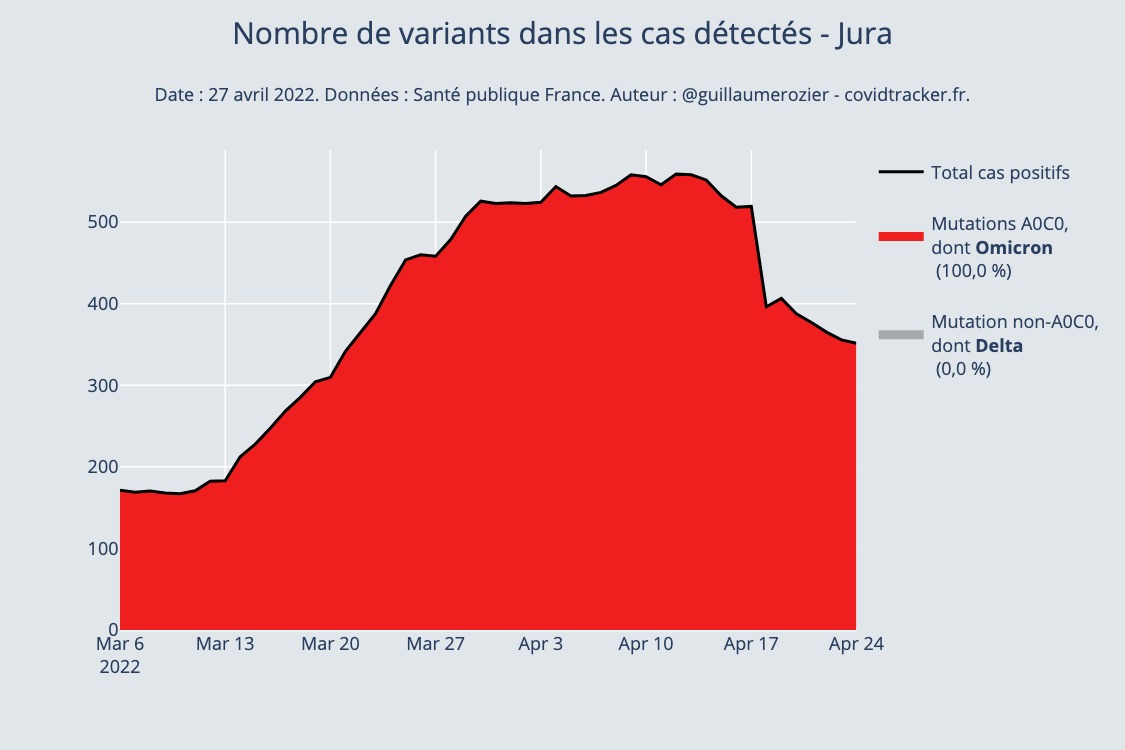 Nombre de variants dans les cas détectés - Jura
Date : 27 avril 2022. Données : Santé publique France. Auteur : @guillaumerozier - covidtracker.fr.
Total cas positifs
Mutations A0C0,
dont Omicron
(100,0 %)
Mutation non-A0C0,
dont Delta
(0,0 %)
500
400
300
200
100
0
Mar 6
2022
Mar 13
Mar 20
Mar 27
Apr 3
Apr 10
Apr 17
Apr 24